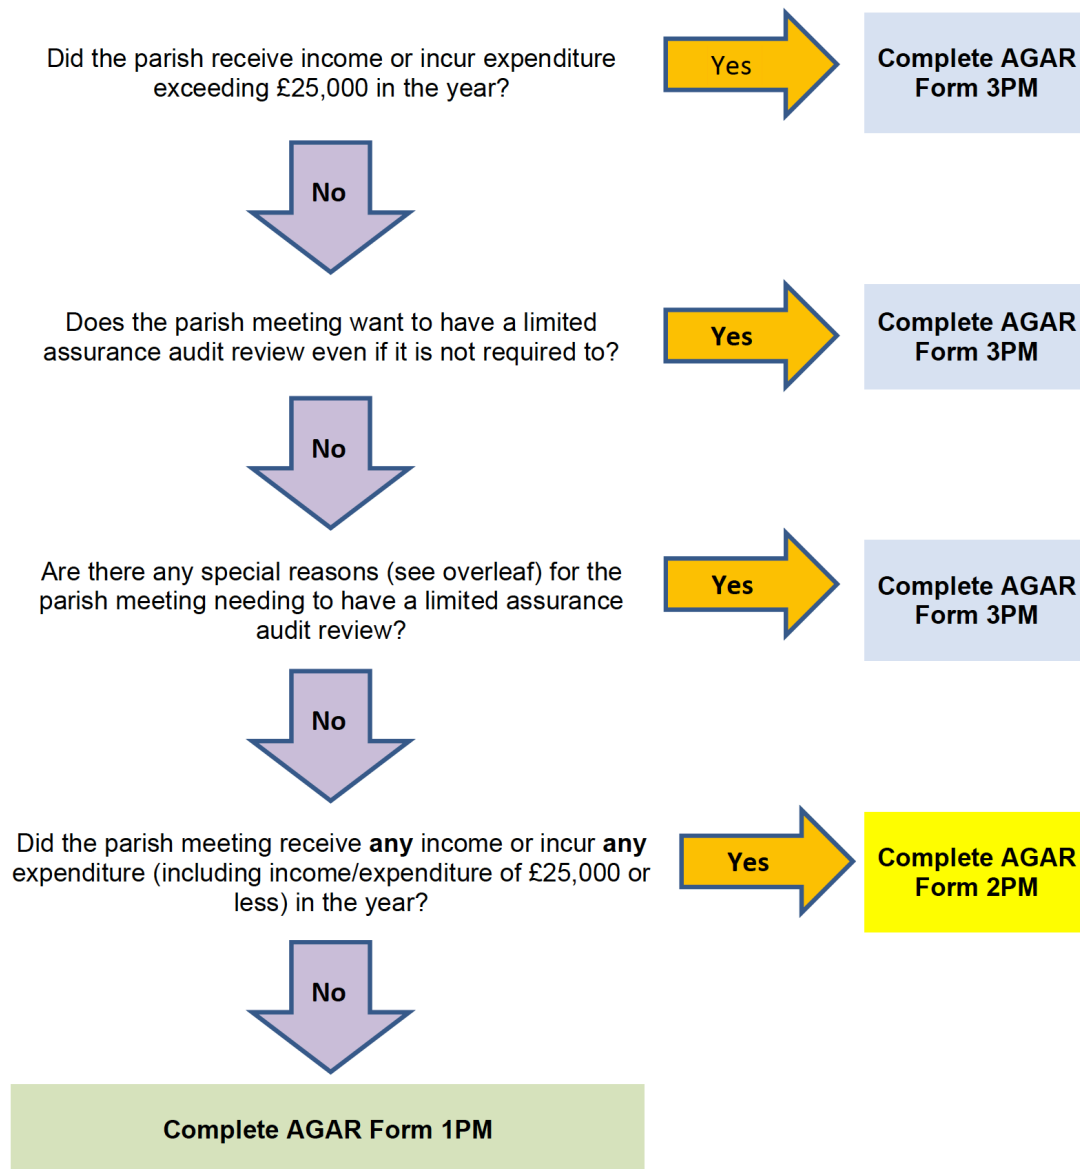 Did the parish receive income or incur expenditure
exceeding £25,000 in the year?
Yes
Complete AGAR
Form 3PM
No
Does the parish meeting want to have a limited
assurance audit review even if it is not required to?
Yes
Complete AGAR
Form 3PM
No
Are there any special reasons (see overleaf) for the
parish meeting needing to have a limited assurance
audit review?
Yes
Complete AGAR
Form 3PM
No
Did the parish meeting receive any income or incur any
expenditure (including income/expenditure of £25,000 or
less) in the year?
Yes
Complete AGAR
Form 2PM
No
Complete AGAR Form 1PM